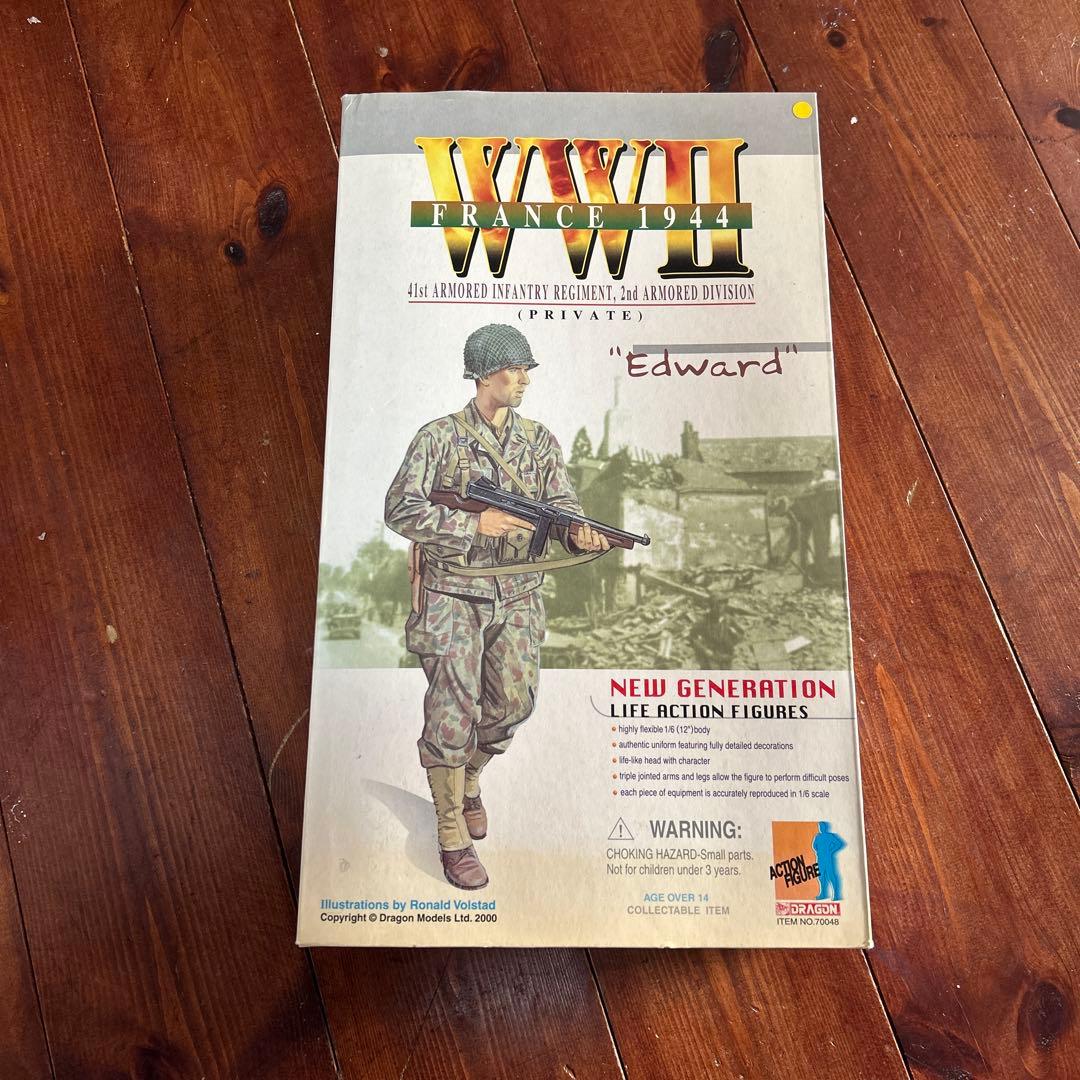 WWII
FRANCE 1944
41st ARMORED INFANTRY REGIMENT, 2nd ARMORED DIVISION
(PRIVATE)
"Edward"
NEW GENERATION
LIFE ACTION FIGURES
• highly flexible 1/6 (12") body
• authentic uniform featuring fully detailed decorations
• life-like head with character
• triple jointed arms and legs allow the figure to perform difficult poses
• each piece of equipment is accurately reproduced in 1/6 scale
WARNING:
CHOKING HAZARD-Small parts.
Not for children under 3 years.
AGE OVER 14
COLLECTABLE ITEM
ACTION
FIGURE
DRAGON
ITEM NO.70048
Illustrations by Ronald Volstad
Copyright © Dragon Models Ltd. 2000